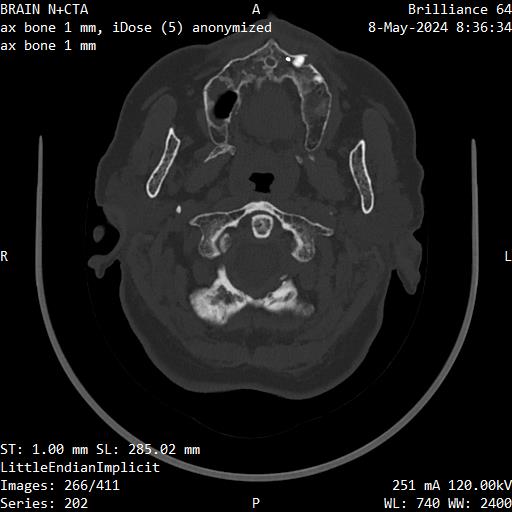 BRAIN N+CTA
A
Brilliance 64
ax bone 1 mm, iDose (5) anonymized
8-May-2024 8:36:34
ax bone 1 mm
R
L
ST: 1.00 mm SL: 285.02 mm
LittleEndianImplicit
Images: 266/411
251 mA 120.00kV
Series: 202
P
WL: 740 WW: 2400